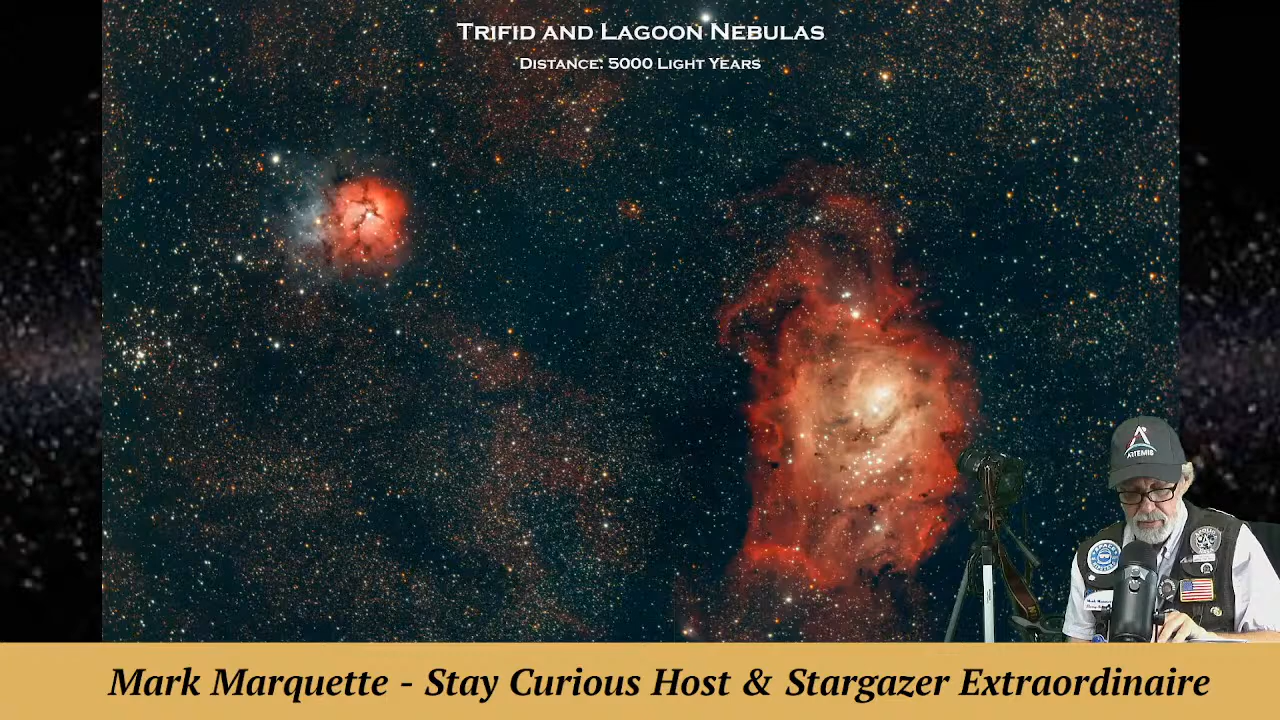 TRIFID AND LAGOON NEBULAS
DISTANCE: 5000 LIGHT YEARS
ARTEMIS
Mark Marquette - Stay Curious Host & Stargazer Extraordinaire